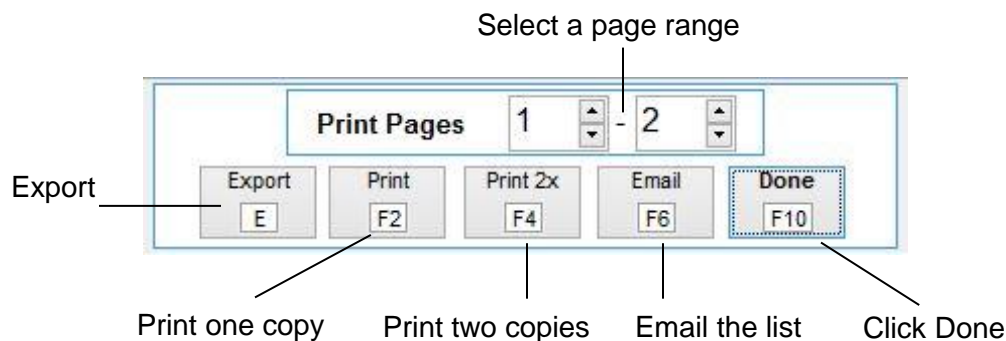 Select a page range
Print Pages 1 - 2
Export Print Print 2x Email Done
Export
E F2 F4 F6 F10
Print one copy Print two copies Email the list Click Done